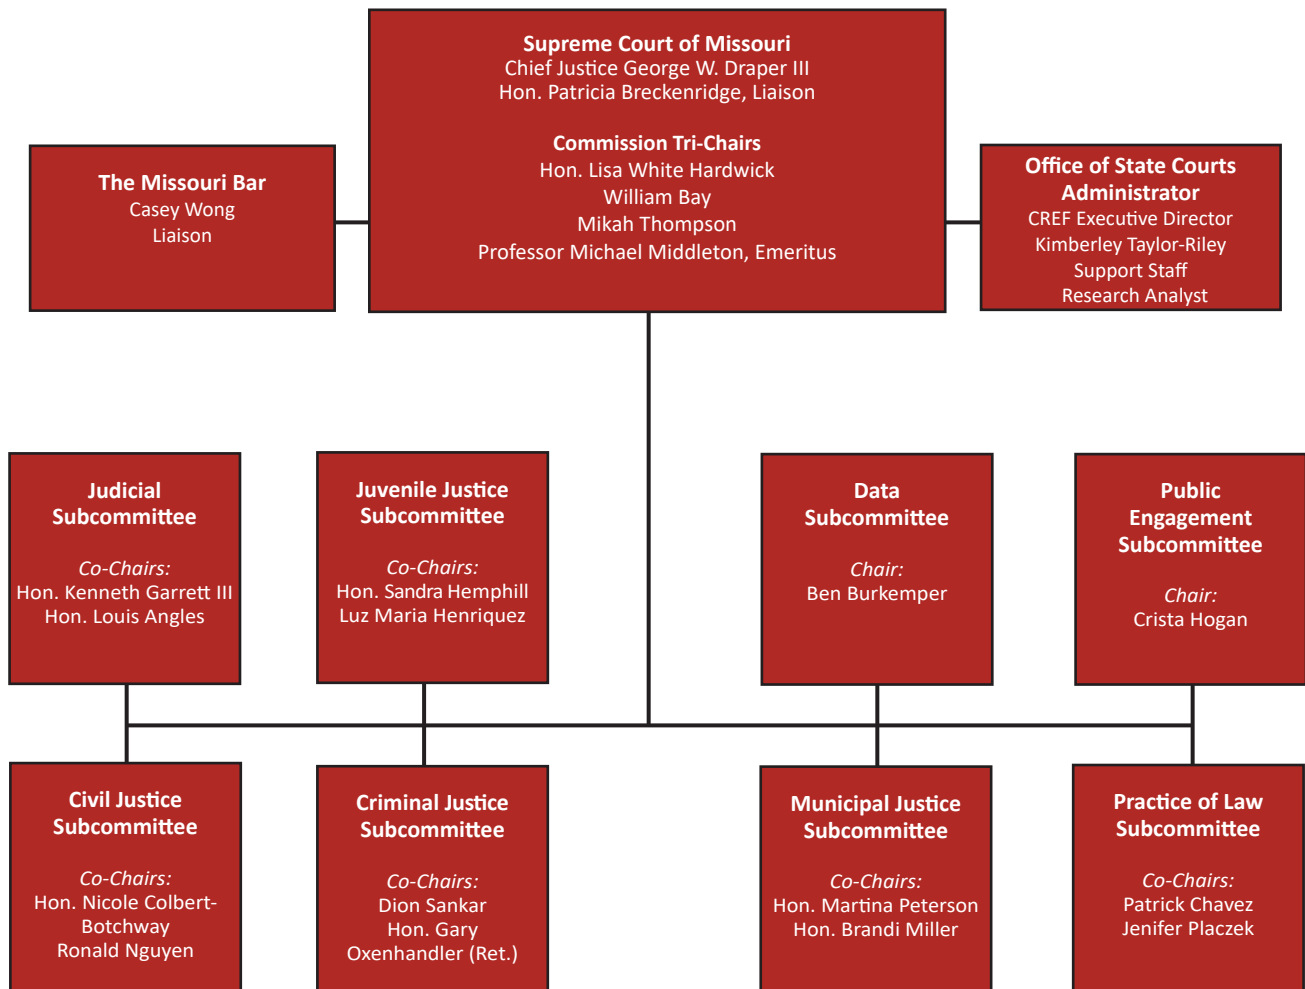 Supreme Court of Missouri
Chief Justice George W. Draper III
Hon. Patricia Breckenridge, Liaison
Commission Tri-Chairs
Hon. Lisa White Hardwick
William Bay
Mikah Thompson
Professor Michael Middleton, Emeritus
The Missouri Bar
Casey Wong
Liaison
Office of State Courts
Administrator
CREF Executive Director
Kimberley Taylor-Riley
Support Staff
Research Analyst
Judicial
Subcommittee
Co-Chairs:
Hon. Kenneth Garrett III
Hon. Louis Angles
Juvenile Justice
Subcommittee
Co-Chairs:
Hon. Sandra Hemphill
Luz Maria Henriquez
Data
Subcommittee
Chair:
Ben Burkemper
Public
Engagement
Subcommittee
Chair:
Crista Hogan
Civil Justice
Subcommittee
Co-Chairs:
Hon. Nicole Colbert-
Botchway
Ronald Nguyen
Criminal Justice
Subcommittee
Co-Chairs:
Dion Sankar
Hon. Gary
Oxenhandler (Ret.)
Municipal Justice
Subcommittee
Co-Chairs:
Hon. Martina Peterson
Hon. Brandi Miller
Practice of Law
Subcommittee
Co-Chairs:
Patrick Chavez
Jenifer Placzek